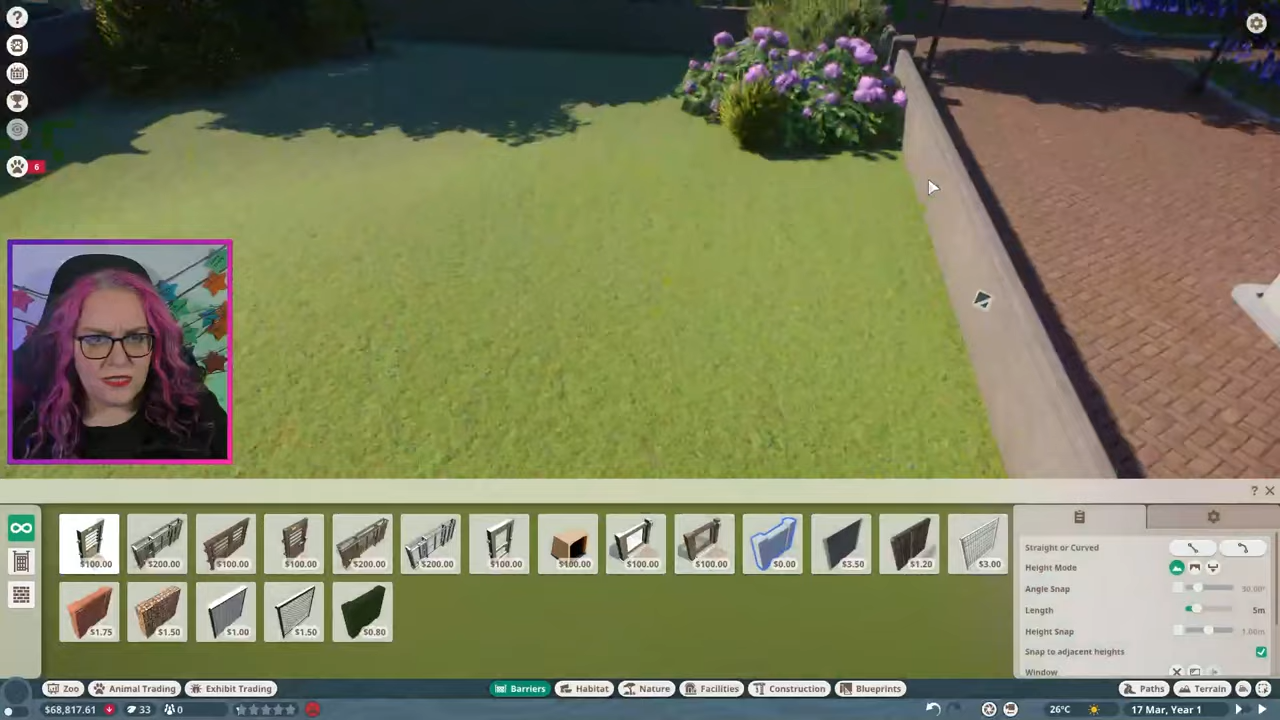 ?
6
? ×
$100.00 $200.00 $100.00 $100.00 $200.00 $200.00 $100.00 $100.00 $100.00 $100.00 $0.00 $3.50 $1.20 $3.00
$1.75 $1.50 $1.00 $1.50 $0.80
Straight or Curved
Height Mode
Angle Snap 90.00°
Length 5m
Height Snap 1.00m
Snap to adjacent heights
Window
Zoo Animal Trading Exhibit Trading Barriers Habitat Nature Facilities Construction Blueprints Paths Terrain
$68,817.61 33 0 26°C 17 Mar, Year 1